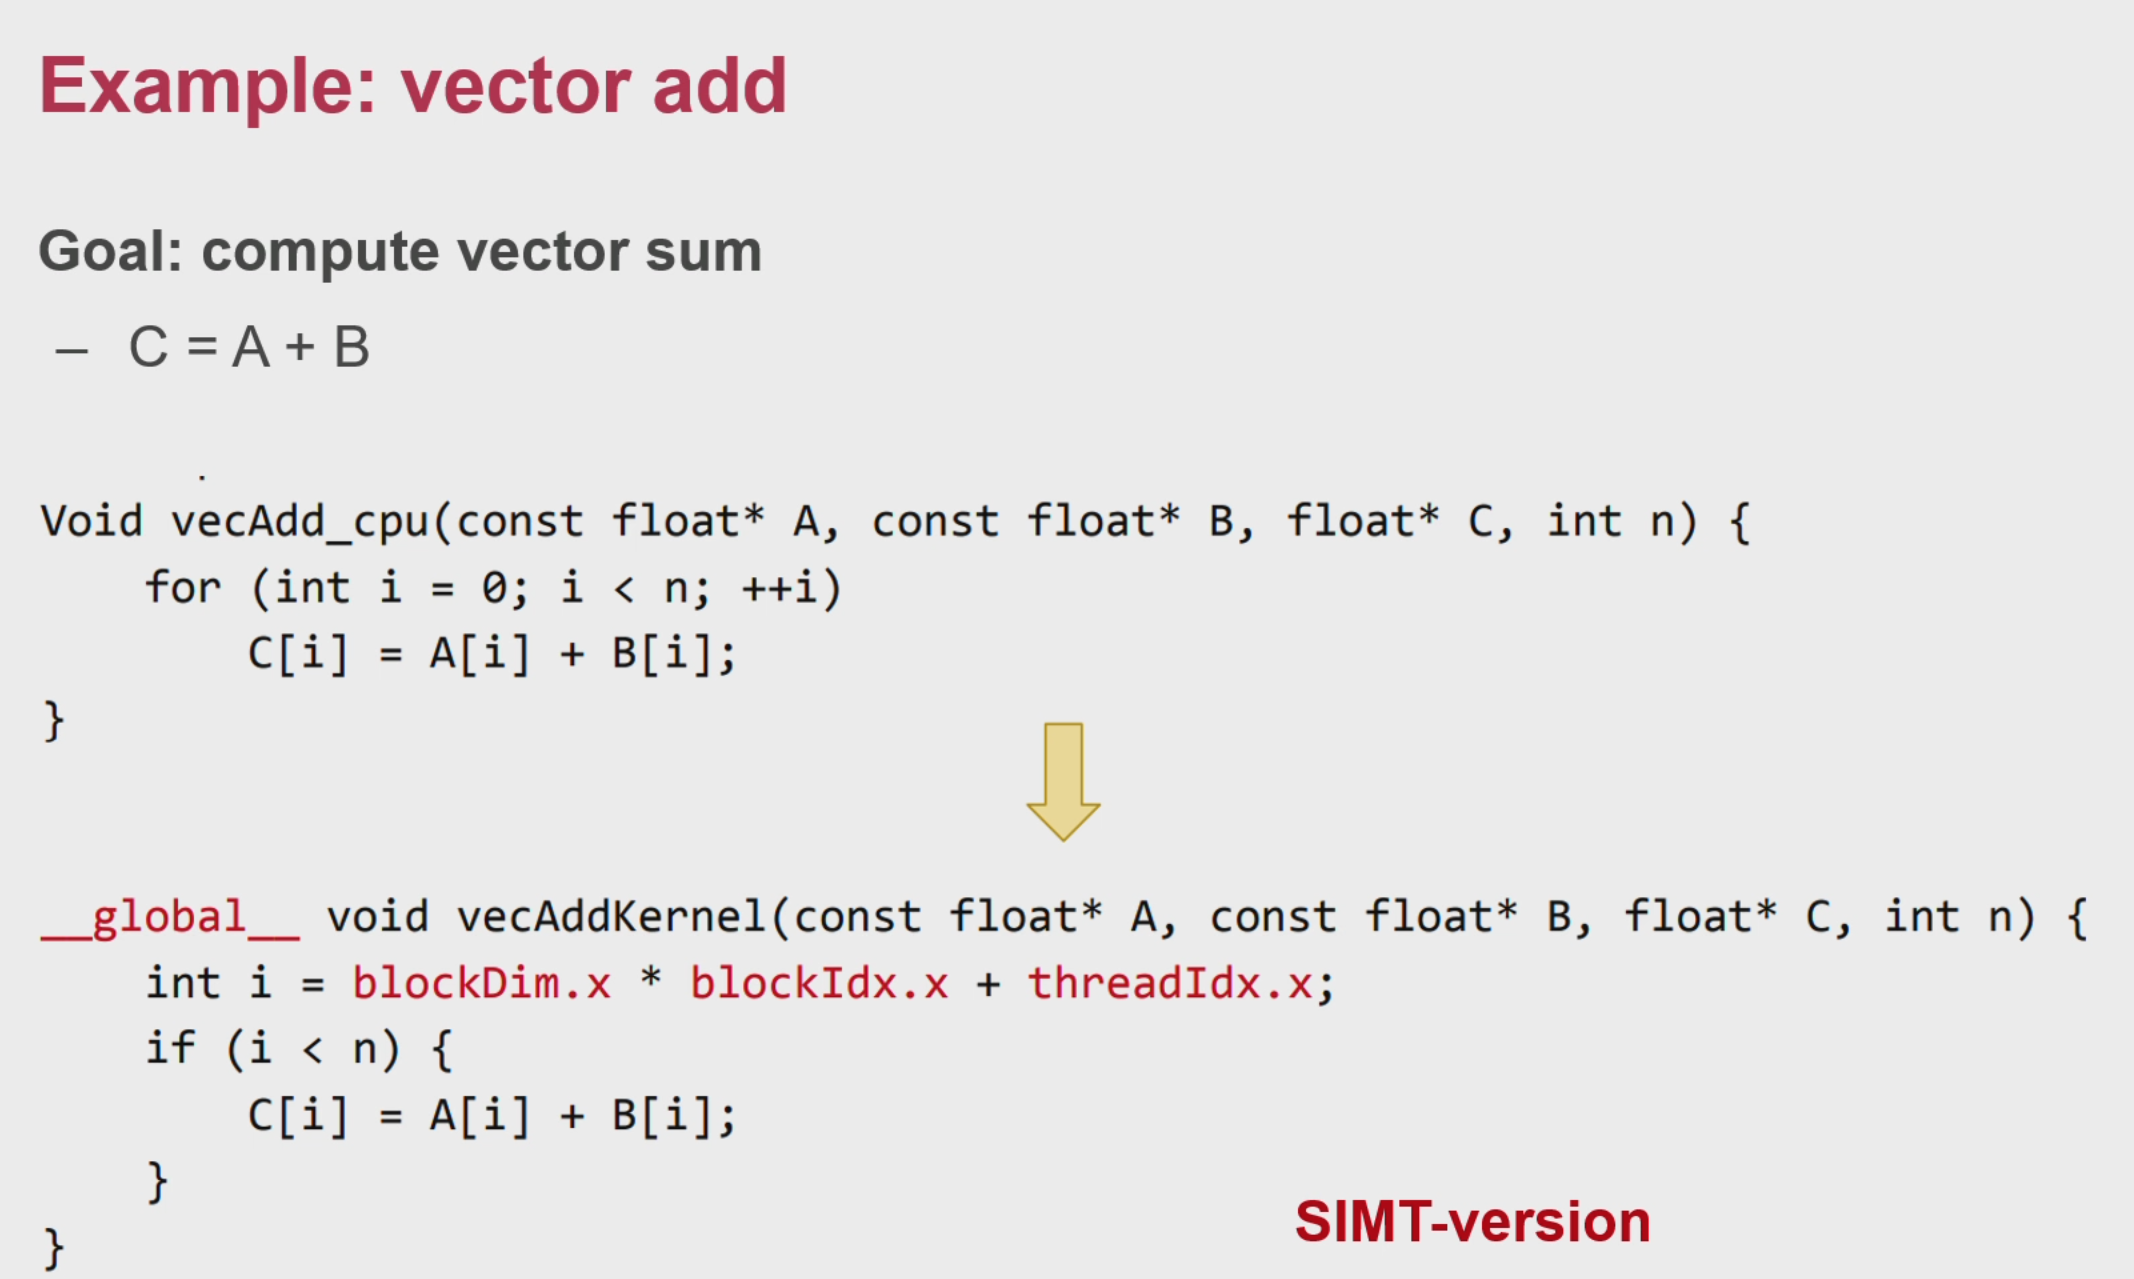 Example: vector add
Goal: compute vector sum
– C = A + B
Void vecAdd_cpu(const float* A, const float* B, float* C, int n) {
    for (int i = 0; i < n; ++i)
        C[i] = A[i] + B[i];
}
__global__ void vecAddKernel(const float* A, const float* B, float* C, int n) {
    int i = blockDim.x * blockIdx.x + threadIdx.x;
    if (i < n) {
        C[i] = A[i] + B[i];
    }
}
SIMT-version